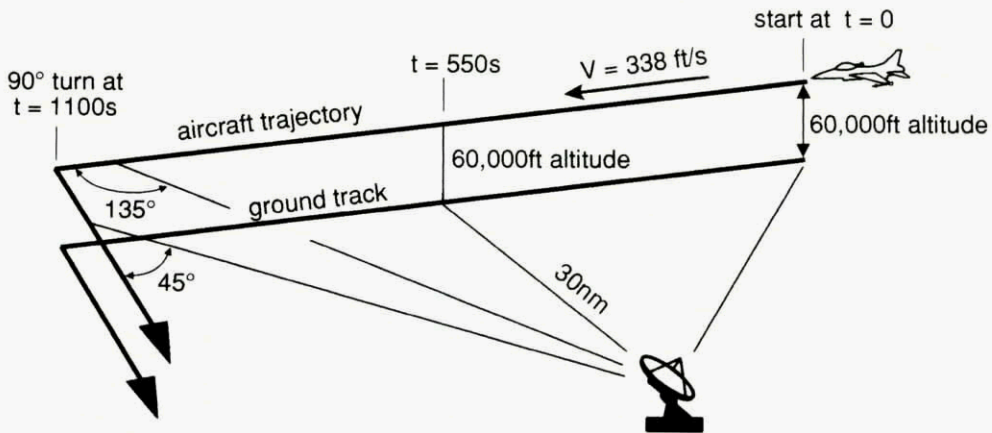 start at t = 0
90° turn at
t = 1100s
t = 550s
V = 338 ft/s
aircraft trajectory
60,000ft altitude
60,000ft altitude
135°
ground track
45°
30nm